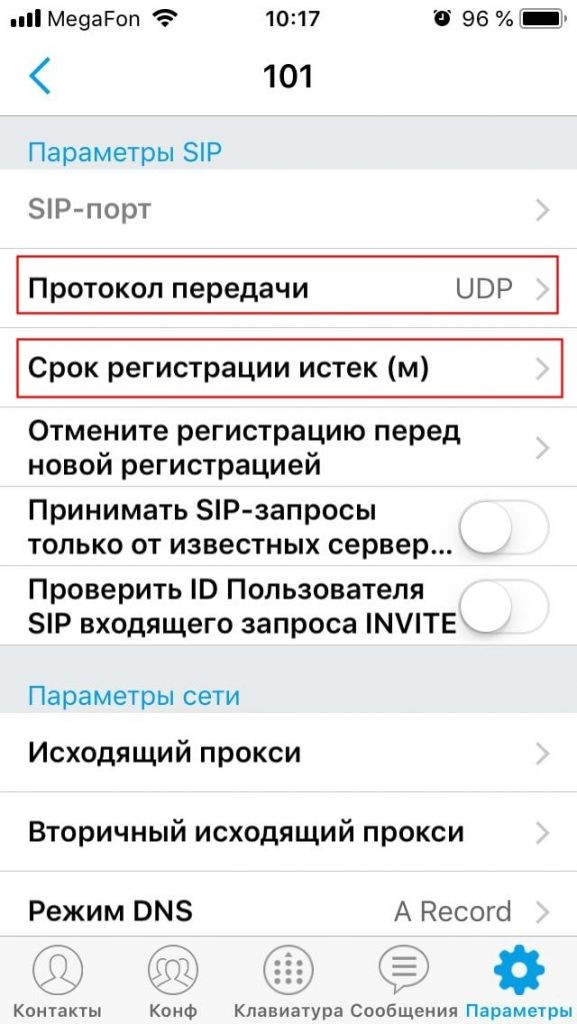 MegaFon 10:17 96 %
101
Параметры SIP
SIP-порт
Протокол передачи UDP
Срок регистрации истек (м)
Отмените регистрацию перед
новой регистрацией
Принимать SIP-запросы
только от известных сервер...
Проверить ID Пользователя
SIP входящего запроса INVITE
Параметры сети
Исходящий прокси
Вторичный исходящий прокси
Режим DNS A Record
Контакты Конф Клавиатура Сообщения Параметры